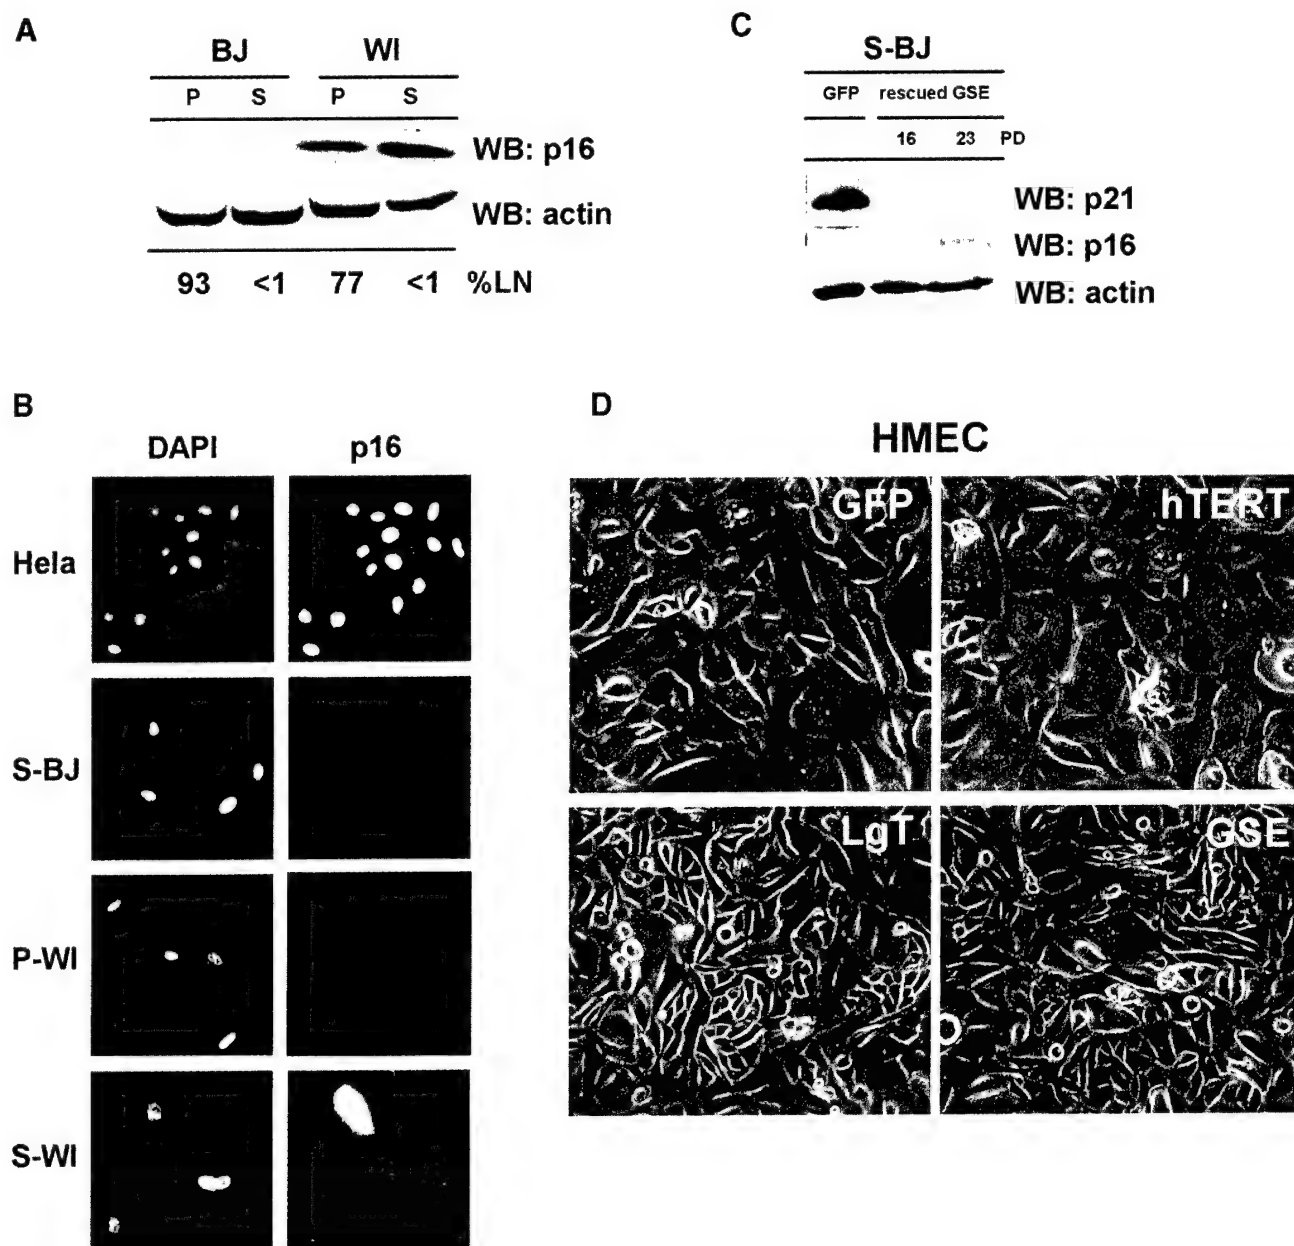 A
BJ WI
P S P S
WB: p16
WB: actin
93 <1 77 <1 %LN
C
S-BJ
GFP rescued GSE
16 23 PD
WB: p21
WB: p16
WB: actin
B
DAPI p16
Hela
S-BJ
P-WI
S-WI
D
HMEC
GFP hTERT
LgT GSE